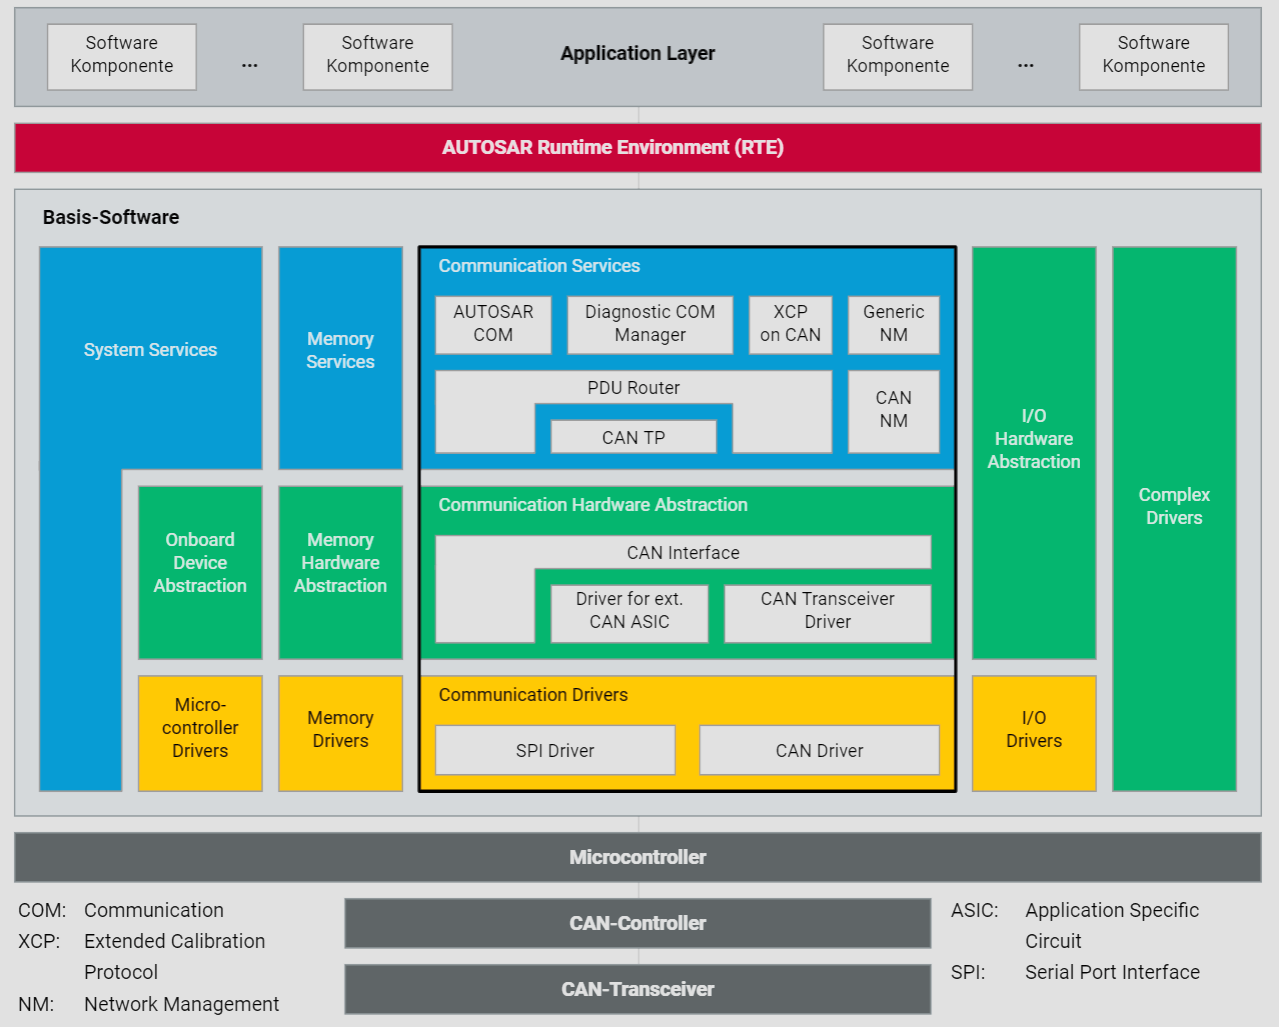 Software
Komponente
...
Software
Komponente
Application Layer
Software
Komponente
...
Software
Komponente
AUTOSAR Runtime Environment (RTE)
Basis-Software
System Services
Memory
Services
Communication Services
AUTOSAR
COM
Diagnostic COM
Manager
XCP
on CAN
Generic
NM
PDU Router
CAN TP
CAN
NM
I/O
Hardware
Abstraction
Complex
Drivers
Onboard
Device
Abstraction
Memory
Hardware
Abstraction
Communication Hardware Abstraction
CAN Interface
Driver for ext.
CAN ASIC
CAN Transceiver
Driver
Micro-
controller
Drivers
Memory
Drivers
Communication Drivers
SPI Driver
CAN Driver
I/O
Drivers
Microcontroller
CAN-Controller
CAN-Transceiver
COM: Communication
XCP: Extended Calibration
Protocol
NM: Network Management
ASIC: Application Specific
Circuit
SPI: Serial Port Interface